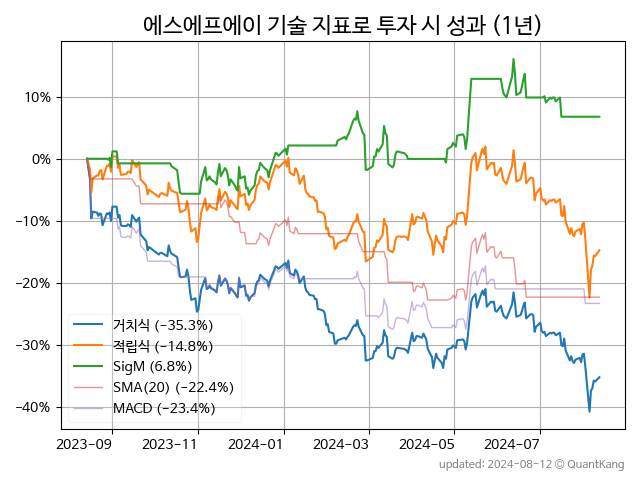 에스에프에이 기술 지표로 투자 시 성과 (1년)
10%
0%
−10%
−20%
−30%
−40%
거치식 (−35.3%)
적립식 (−14.8%)
SigM (6.8%)
SMA(20) (−22.4%)
MACD (−23.4%)
2023−09 2023−11 2024−01 2024−03 2024−05 2024−07
updated: 2024−08−12 © QuantKang